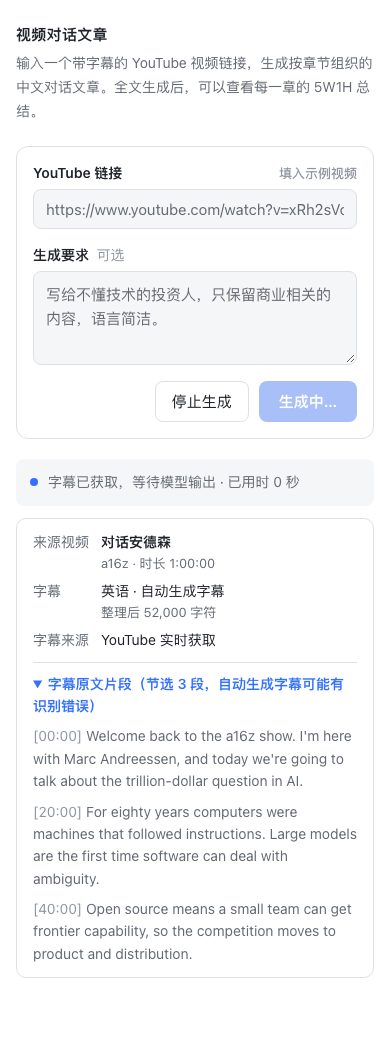 视频对话文章
输入一个带字幕的 YouTube 视频链接，生成按章节组织的
中文对话文章。全文生成后，可以查看每一章的 5W1H 总
结。
YouTube 链接 填入示例视频
https://www.youtube.com/watch?v=xRh2sVc
生成要求 可选
写给不懂技术的投资人，只保留商业相关的
内容，语言简洁。
停止生成 生成中...
字幕已获取，等待模型输出 · 已用时 0 秒
来源视频 对话安德森
a16z · 时长 1:00:00
字幕 英语 · 自动生成字幕
整理后 52,000 字符
字幕来源 YouTube 实时获取
▼ 字幕原文片段（节选 3 段，自动生成字幕可能有
识别错误）
[00:00] Welcome back to the a16z show. I'm here
with Marc Andreessen, and today we're going to
talk about the trillion-dollar question in AI.
[20:00] For eighty years computers were
machines that followed instructions. Large models
are the first time software can deal with
ambiguity.
[40:00] Open source means a small team can get
frontier capability, so the competition moves to
product and distribution.